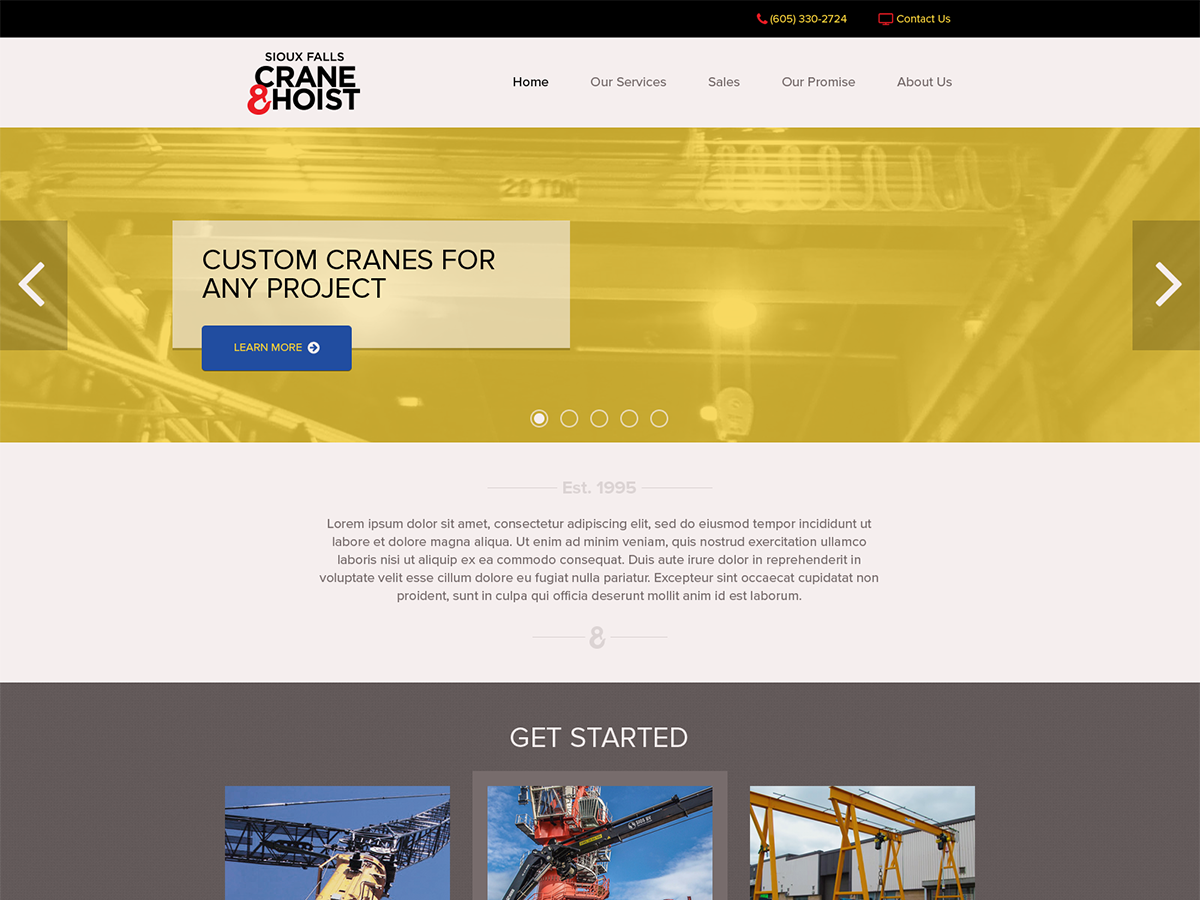 (605) 330-2724 Contact Us
SIOUX FALLS
CRANE
&HOIST
Home Our Services Sales Our Promise About Us
20 TON
CUSTOM CRANES FOR
ANY PROJECT
LEARN MORE
Est. 1995
Lorem ipsum dolor sit amet, consectetur adipiscing elit, sed do eiusmod tempor incididunt ut
labore et dolore magna aliqua. Ut enim ad minim veniam, quis nostrud exercitation ullamco
laboris nisi ut aliquip ex ea commodo consequat. Duis aute irure dolor in reprehenderit in
voluptate velit esse cillum dolore eu fugiat nulla pariatur. Excepteur sint occaecat cupidatat non
proident, sunt in culpa qui officia deserunt mollit anim id est laborum.
&
GET STARTED